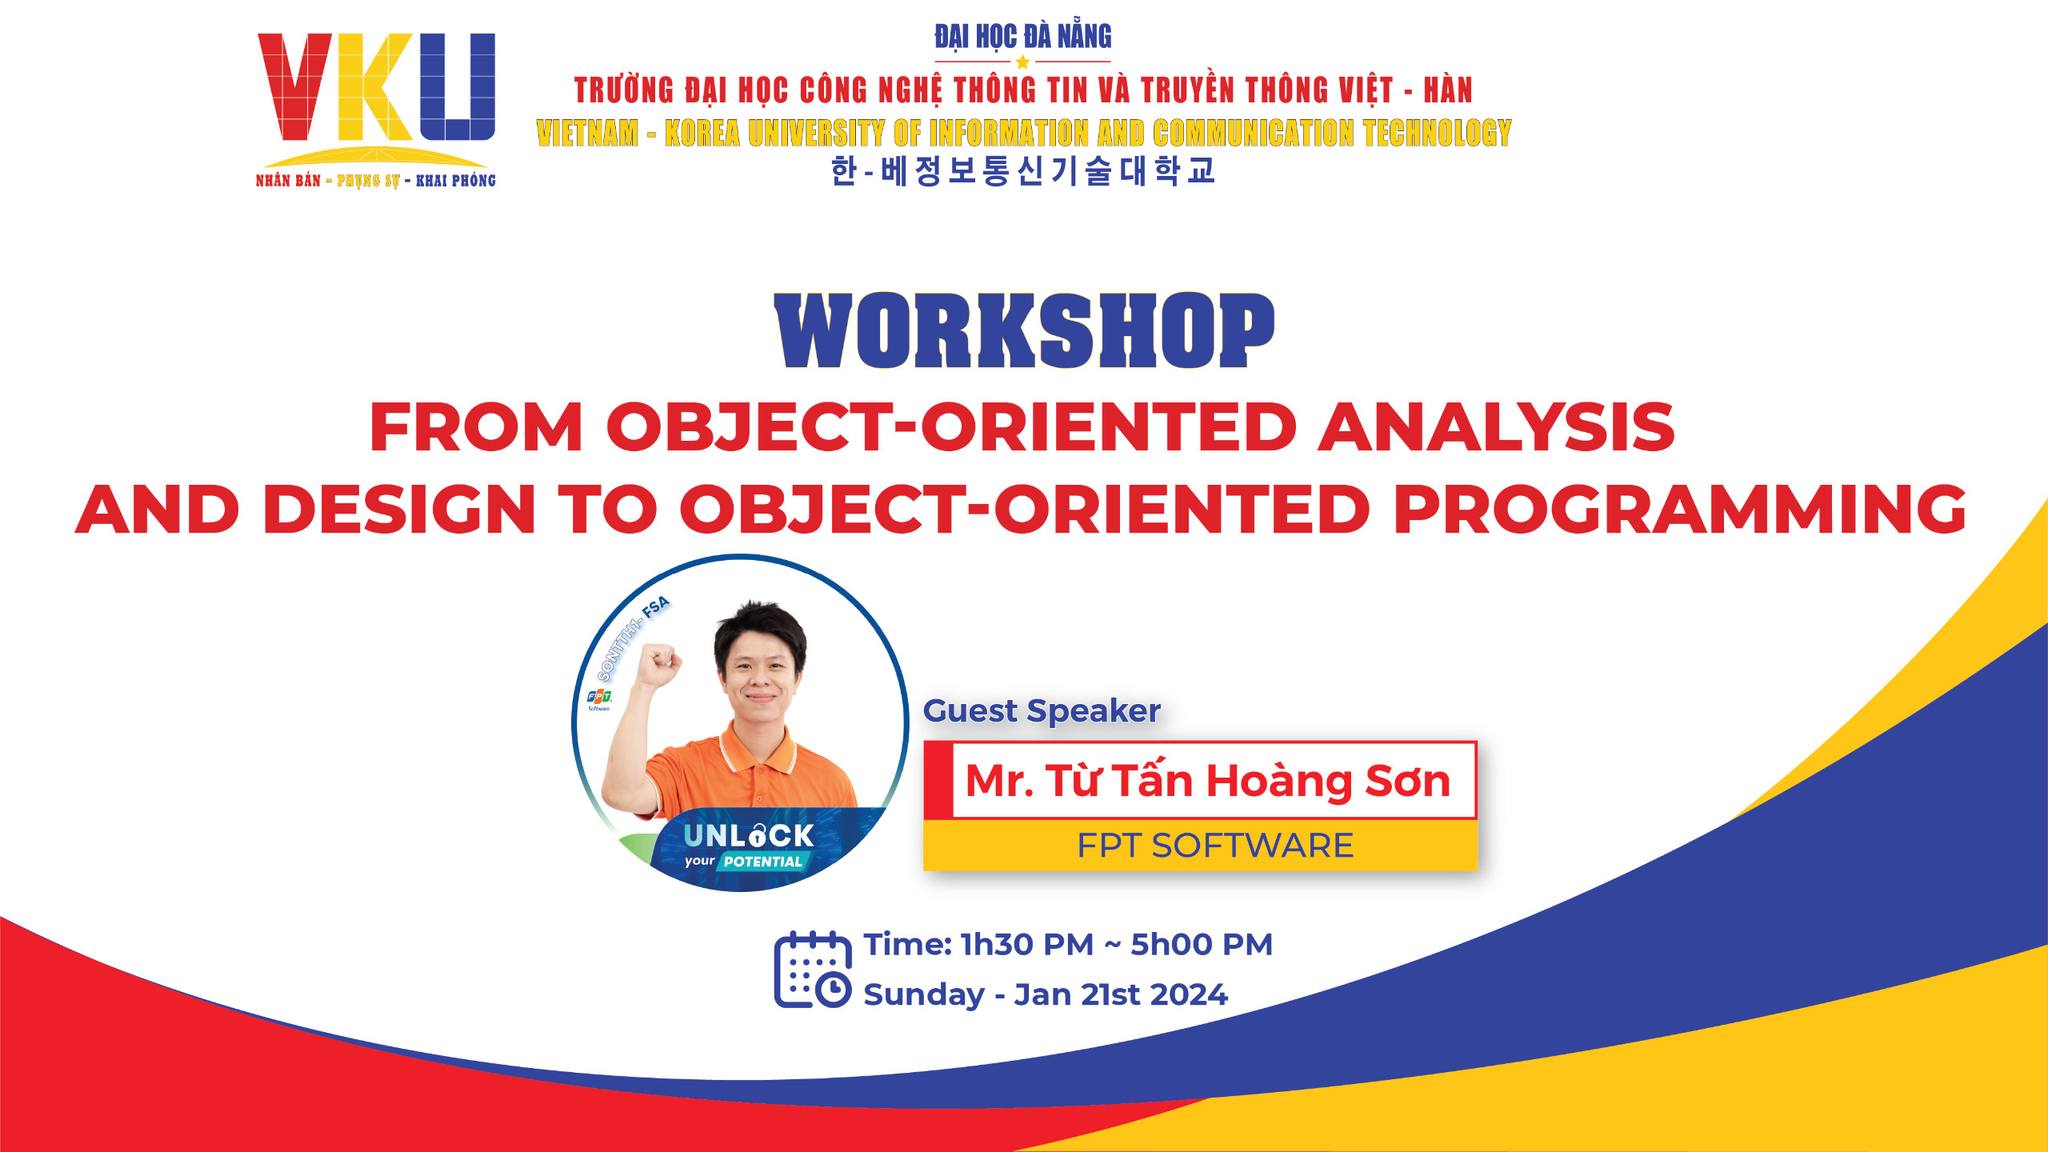 VKU
NHÂN BẢN - PHỤNG SỰ - KHAI PHÓNG
ĐẠI HỌC ĐÀ NẴNG
TRƯỜNG ĐẠI HỌC CÔNG NGHỆ THÔNG TIN VÀ TRUYỀN THÔNG VIỆT - HÀN
VIETNAM - KOREA UNIVERSITY OF INFORMATION AND COMMUNICATION TECHNOLOGY
한-베정보통신기술대학교
WORKSHOP
FROM OBJECT-ORIENTED ANALYSIS
AND DESIGN TO OBJECT-ORIENTED PROGRAMMING
SONTTH1- FSA
FPT
Software
UNLOCK
your POTENTIAL
Guest Speaker
Mr. Từ Tấn Hoàng Sơn
FPT SOFTWARE
Time: 1h30 PM ~ 5h00 PM
Sunday - Jan 21st 2024